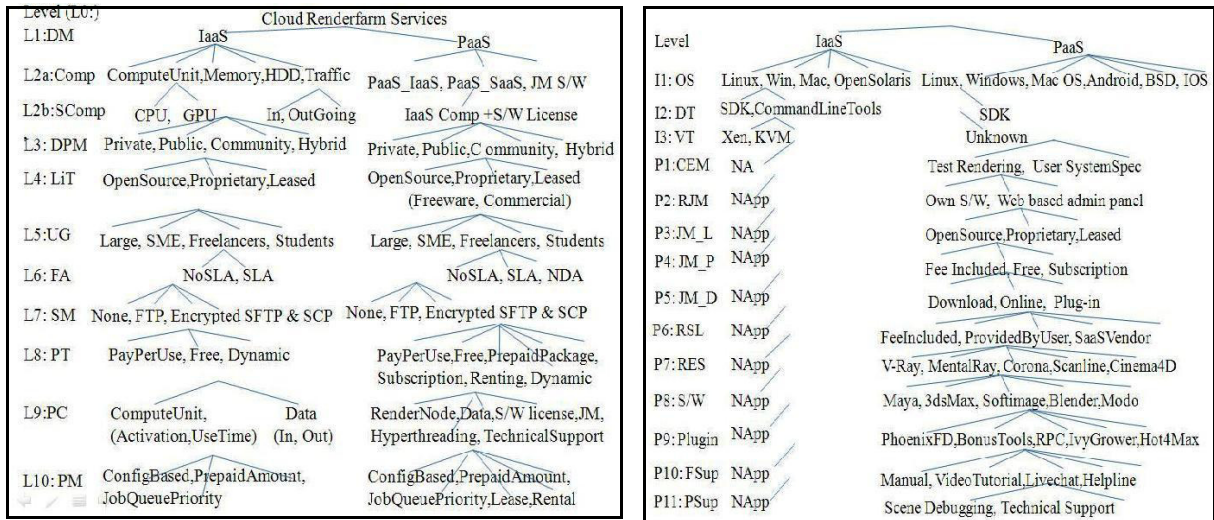 Level (L0:) Cloud Renderfarm Services
L1:DM IaaS PaaS
L2a:Comp ComputeUnit,Memory,HDD,Traffic PaaS_IaaS, PaaS_SaaS, JM S/W
L2b:SComp CPU, GPU In, OutGoing IaaS Comp +S/W License
L3: DPM Private, Public, Community, Hybrid Private, Public,Community, Hybrid
L4: LiT OpenSource,Proprietary,Leased OpenSource,Proprietary,Leased
(Freeware, Commercial)
L5:UG Large, SME, Freelancers, Students Large, SME, Freelancers, Students
L6: FA NoSLA, SLA NoSLA, SLA, NDA
L7: SM None, FTP, Encrypted SFTP & SCP None, FTP, Encrypted SFTP & SCP
L8: PT PayPerUse, Free, Dynamic PayPerUse,Free,PrepaidPackage,
Subscription, Renting, Dynamic
L9:PC ComputeUnit, Data RenderNode,Data,S/W license,JM,
(Activation,UseTime) (In, Out) Hyperthreading, TechnicalSupport
L10: PM ConfigBased,PrepaidAmount, ConfigBased,PrepaidAmount,
JobQueuePriority JobQueuePriority,Lease,Rental
Level IaaS PaaS
I1: OS Linux, Win, Mac, OpenSolaris Linux, Windows, Mac OS,Android, BSD, IOS
I2: DT SDK,CommandLineTools SDK
I3: VT Xen, KVM Unknown
P1:CEM NA Test Rendering, User SystemSpec
P2: RJM NApp Own S/W, Web based admin panel
P3: JM_L NApp OpenSource,Proprietary,Leased
P4: JM_P NApp Fee Included, Free, Subscription
P5: JM_D NApp Download, Online, Plug-in
P6: RSL NApp FeeIncluded, ProvidedByUser, SaaSVendor
P7: RES NApp V-Ray, MentalRay, Corona,Scanline,Cinema4D
P8: S/W NApp Maya, 3dsMax, Softimage,Blender,Modo
P9: Plugin NApp PhoenixFD,BonusTools,RPC,IvyGrower,Hot4Max
P10: FSup NApp Manual, VideoTutorial,Livechat,Helpline
P11: PSup NApp Scene Debugging, Technical Support